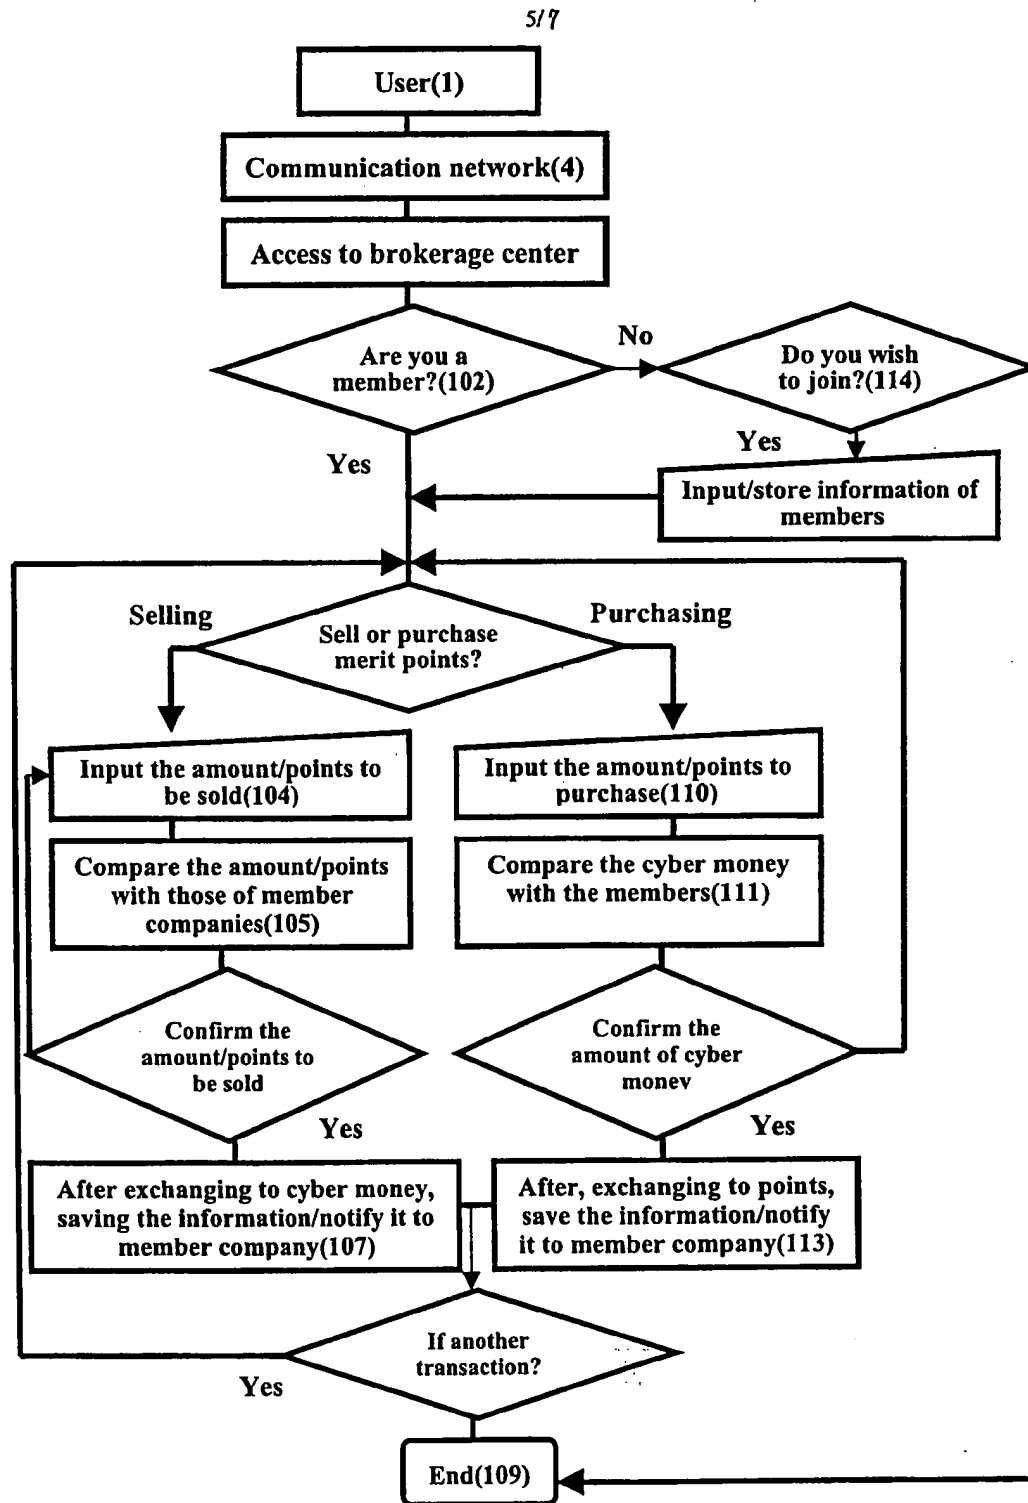 5/7
User(1)
Communication network(4)
Access to brokerage center
Are you a
member?(102)
No
Do you wish
to join?(114)
Yes
Yes
Input/store information of
members
Selling
Purchasing
Sell or purchase
merit points?
Input the amount/points to
be sold(104)
Input the amount/points to
purchase(110)
Compare the amount/points
with those of member
companies(105)
Compare the cyber money
with the members(111)
Confirm the
amount/points to
be sold
Confirm the
amount of cyber
money
Yes
Yes
After exchanging to cyber money,
saving the information/notify it to
member company(107)
After, exchanging to points,
save the information/notify
it to member company(113)
If another
transaction?
Yes
End(109)